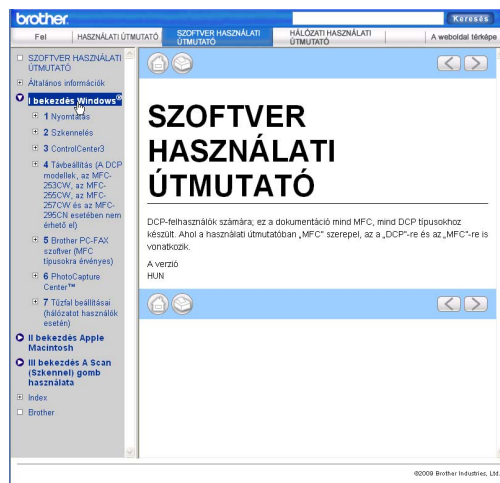 brother.
Keresés
Fel
HASZNÁLATI ÚTMUTATÓ
SZOFTVER HASZNÁLATI
ÚTMUTATÓ
HÁLÓZATI HASZNÁLATI
ÚTMUTATÓ
A weboldal térképe
SZOFTVER HASZNÁLATI
ÚTMUTATÓ
Általános információk
I bekezdés Windows®
1 Nyomtatás
2 Szkennelés
3 ControlCenter3
4 Távbeállítás (A DCP
modellek, az MFC-
253CW, az MFC-
255CW, az MFC-
257CW és az MFC-
295CN esetében nem
érhető el)
5 Brother PC-FAX
szoftver (MFC
típusokra érvényes)
6 PhotoCapture
Center™
7 Tűzfal beállításai
(hálózatot használók
esetén)
II bekezdés Apple
Macintosh
III bekezdés A Scan
(Szkennel) gomb
használata
Index
Brother
SZOFTVER
HASZNÁLATI
ÚTMUTATÓ
DCP-felhasználók számára; ez a dokumentáció mind MFC, mind DCP típusokhoz
készült. Ahol a használati útmutatóban „MFC” szerepel, az a „DCP”-re és az „MFC”-re is
vonatkozik.
A verzió
HUN
©2009 Brother Industries, Ltd.